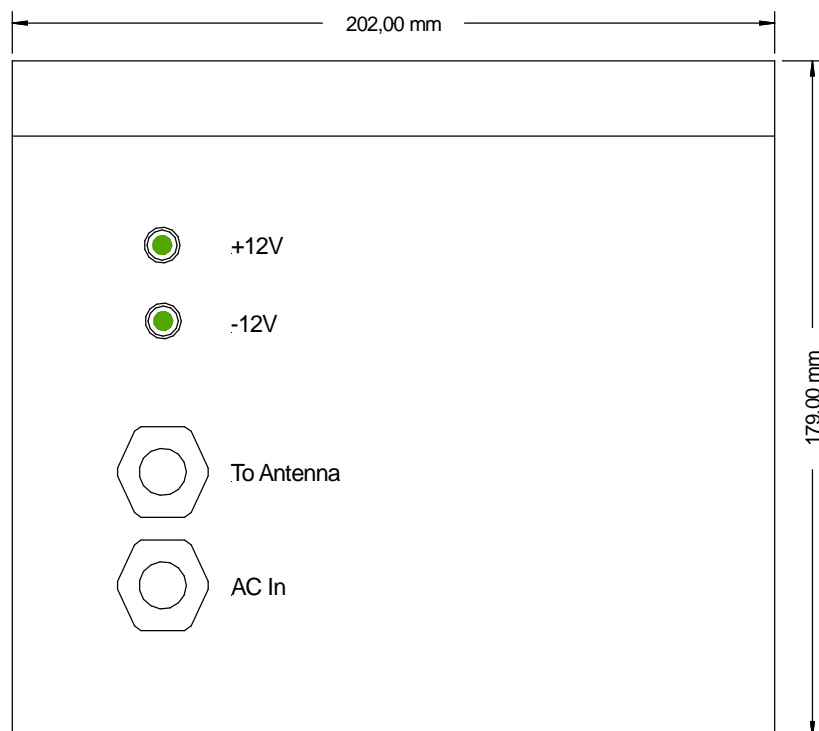 202,00 mm
+12V
-12V
179,00 mm
To Antenna
AC In